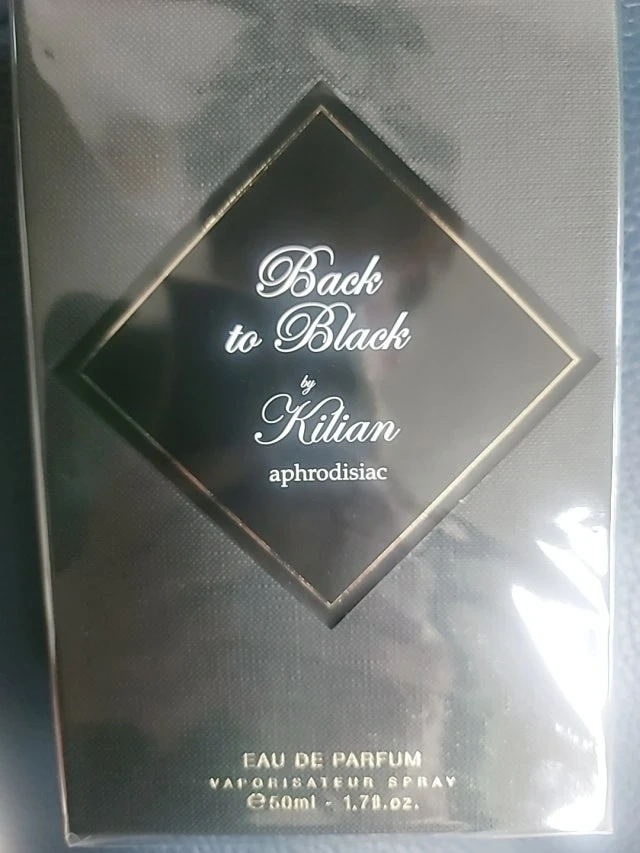 Back
to Black
by
Kilian
aphrodisiac
EAU DE PARFUM
VAPORISATEUR SPRAY
℮50ml - 1.7fl.oz.